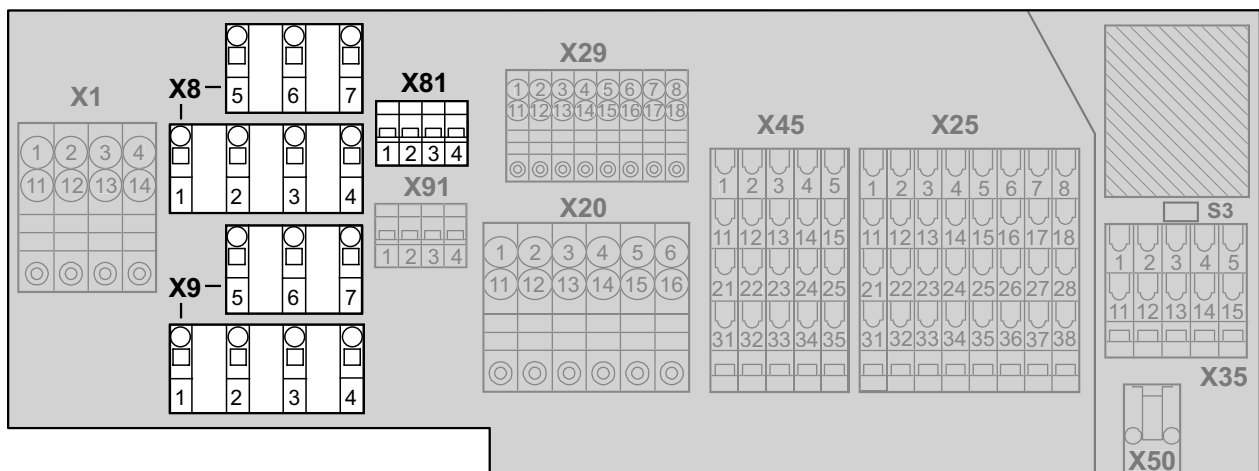 X1
1 2 3 4
11 12 13 14
X8
5 6 7
1 2 3 4
X9
5 6 7
1 2 3 4
X81
1 2 3 4
X91
1 2 3 4
X29
1 2 3 4 5 6 7 8
11 12 13 14 15 16 17 18
X20
1 2 3 4 5 6
11 12 13 14 15 16
X45
1 2 3 4 5
11 12 13 14 15
21 22 23 24 25
31 32 33 34 35
X25
1 2 3 4 5 6 7 8
11 12 13 14 15 16 17 18
21 22 23 24 25 26 27 28
31 32 33 34 35 36 37 38
S3
1 2 3 4 5
11 12 13 14 15
X35
X50